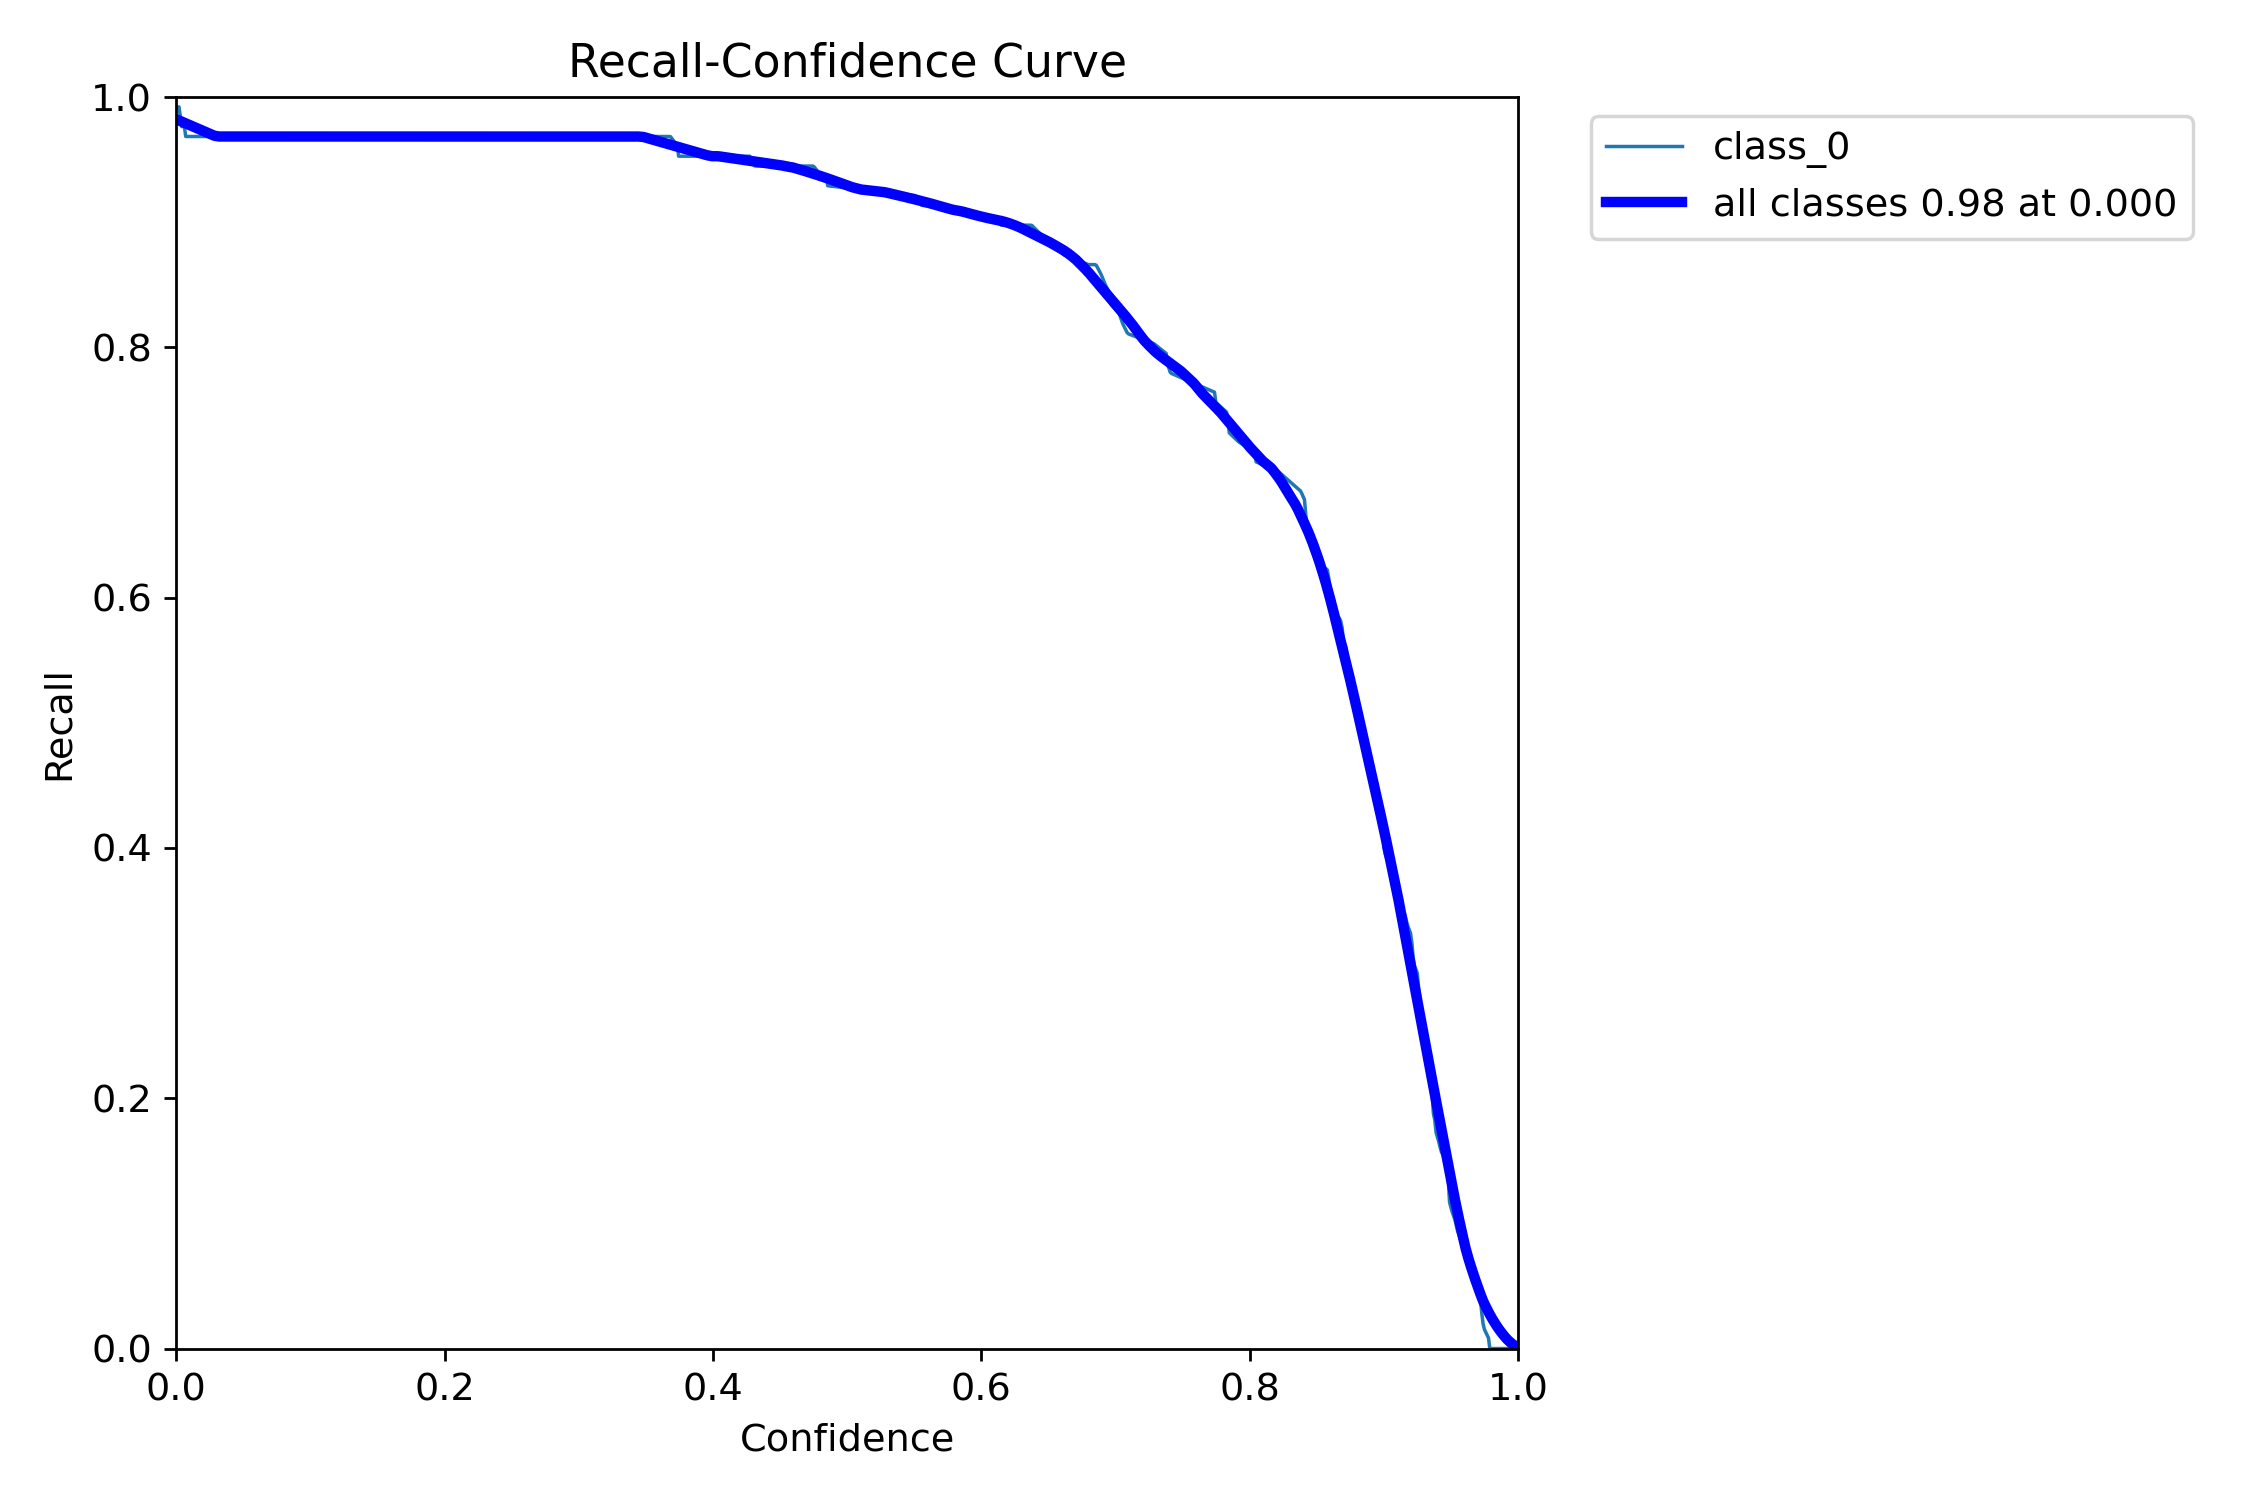 Recall-Confidence Curve
1.0
0.8
0.6
0.4
0.2
0.0
Recall
0.0 0.2 0.4 0.6 0.8 1.0
Confidence
class_0
all classes 0.98 at 0.000